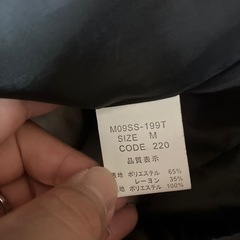 M09SS-199T
SIZE M
CODE 220
品質表示
表地 ポリエステル 65%
レーヨン 35%
地 ポリエステル 100%